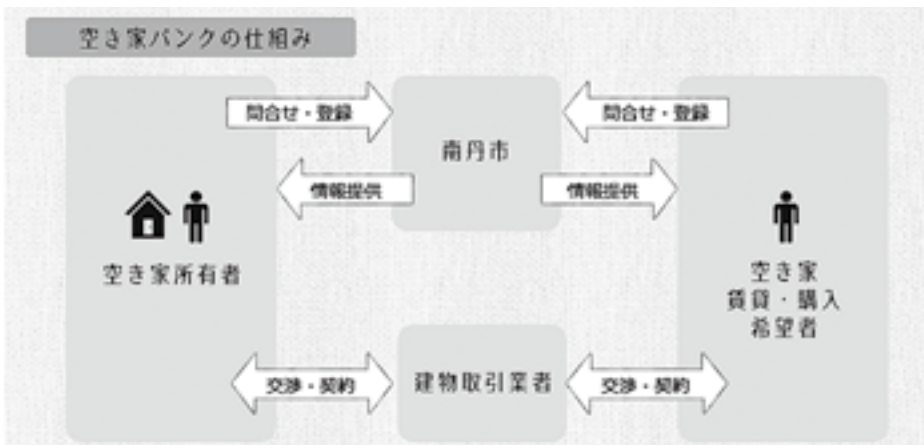 空き家バンクの仕組み
問合せ・登録
問合せ・登録
南丹市
情報提供
情報提供
空き家所有者
空き家
賃貸・購入
希望者
交渉・契約
建物取引業者
交渉・契約